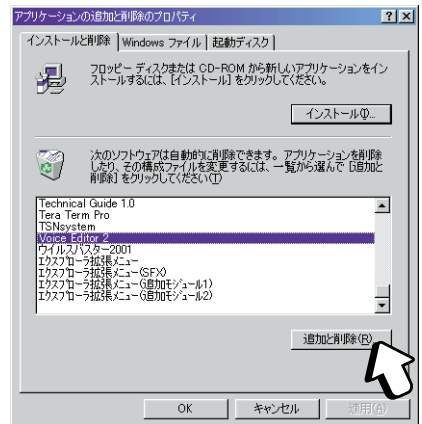 アプリケーションの追加と削除のプロパティ
インストールと削除
Windows ファイル
起動ディスク
フロッピー ディスクまたは CD-ROM から新しいアプリケーションをイン
ストールするには、[インストール] をクリックしてください。
インストール(I)...
次のソフトウェアは自動的に削除できます。アプリケーションを削除
したり、その構成ファイルを変更するには、一覧から選んで [追加と
削除] をクリックしてください(T)
Technical Guide 1.0
Tera Term Pro
TSNsystem
Voice Editor 2
ウイルスバスター2001
エクスプローラ拡張メニュー
エクスプローラ拡張メニュー(SFX)
エクスプローラ拡張メニュー(追加モジュール1)
エクスプローラ拡張メニュー(追加モジュール2)
追加と削除(R)...
OK
キャンセル
適用(A)